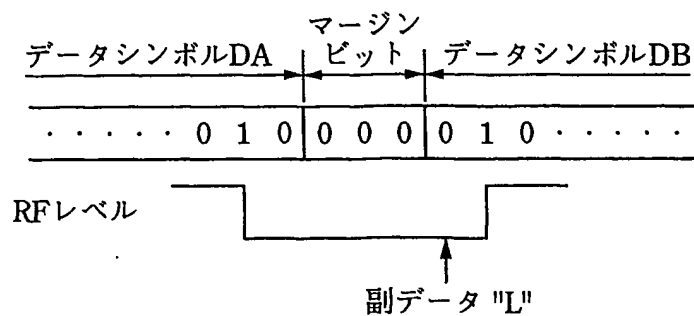 マージン
データシンボルDA ビット データシンボルDB
· · · · · 0 1 0 0 0 0 0 1 0 · · · · ·
RFレベル
副データ "L"